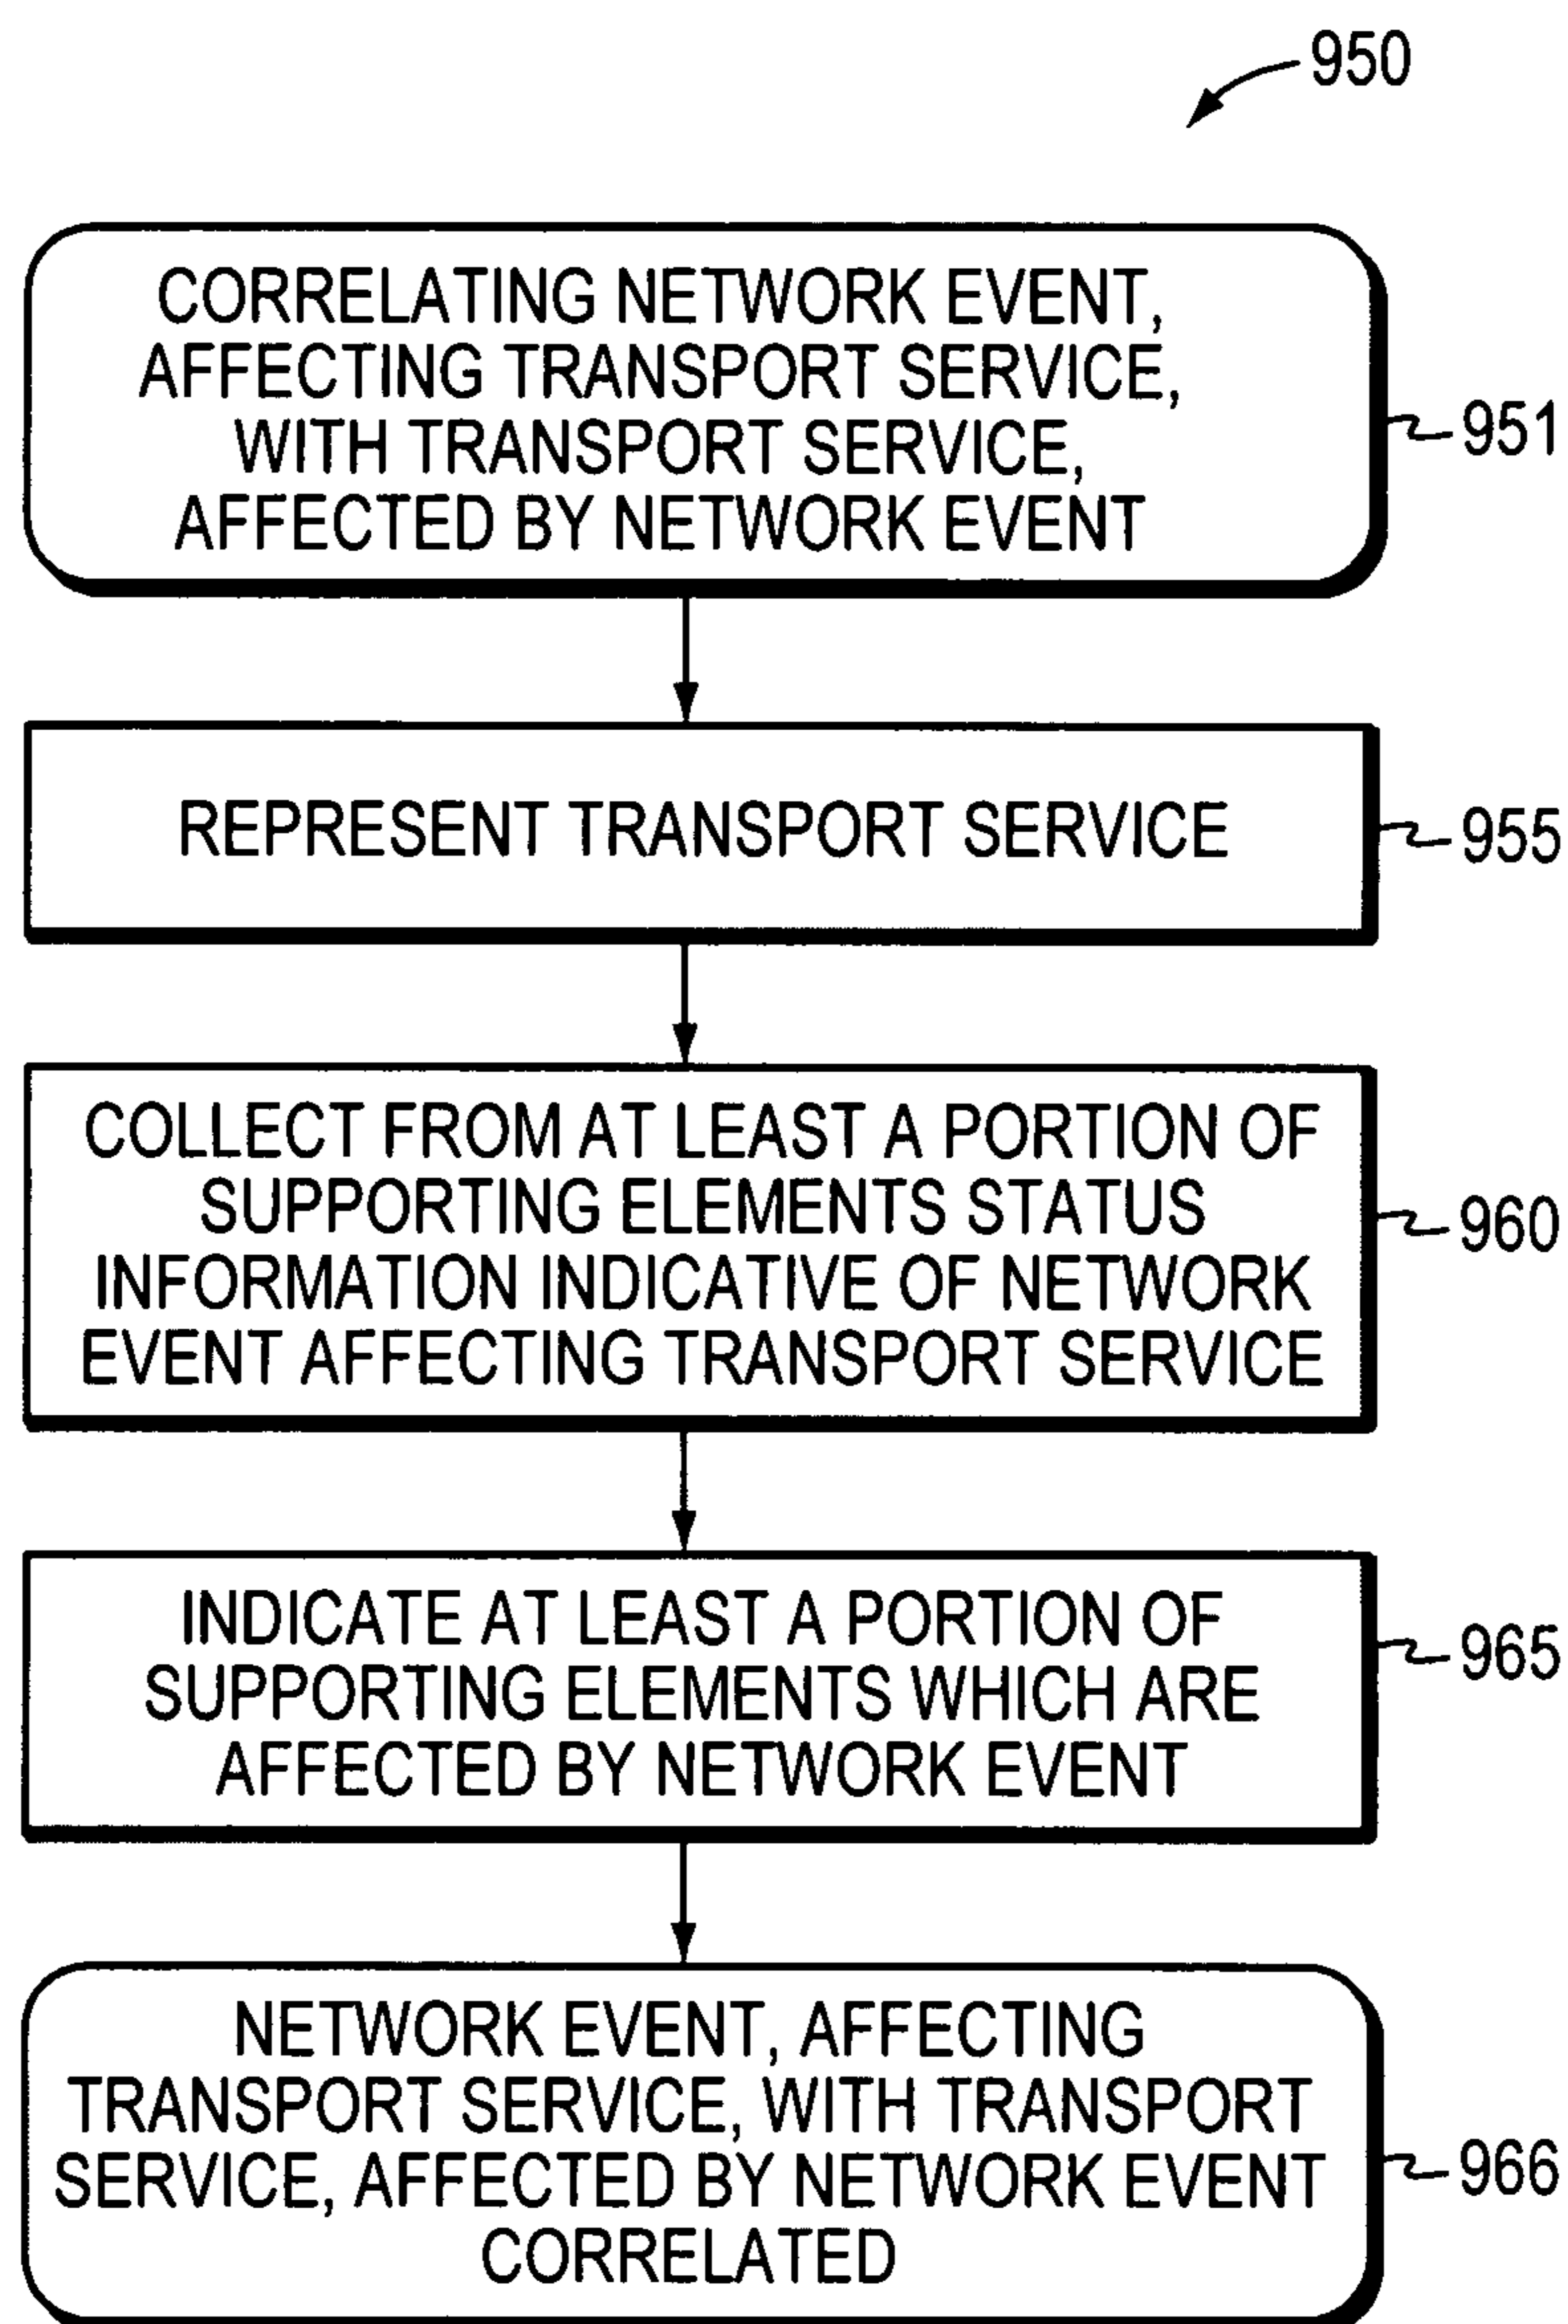 950
CORRELATING NETWORK EVENT,
AFFECTING TRANSPORT SERVICE,
WITH TRANSPORT SERVICE,
AFFECTED BY NETWORK EVENT
951
REPRESENT TRANSPORT SERVICE
955
COLLECT FROM AT LEAST A PORTION OF
SUPPORTING ELEMENTS STATUS
INFORMATION INDICATIVE OF NETWORK
EVENT AFFECTING TRANSPORT SERVICE
960
INDICATE AT LEAST A PORTION OF
SUPPORTING ELEMENTS WHICH ARE
AFFECTED BY NETWORK EVENT
965
NETWORK EVENT, AFFECTING
TRANSPORT SERVICE, WITH TRANSPORT
SERVICE, AFFECTED BY NETWORK EVENT
CORRELATED
966